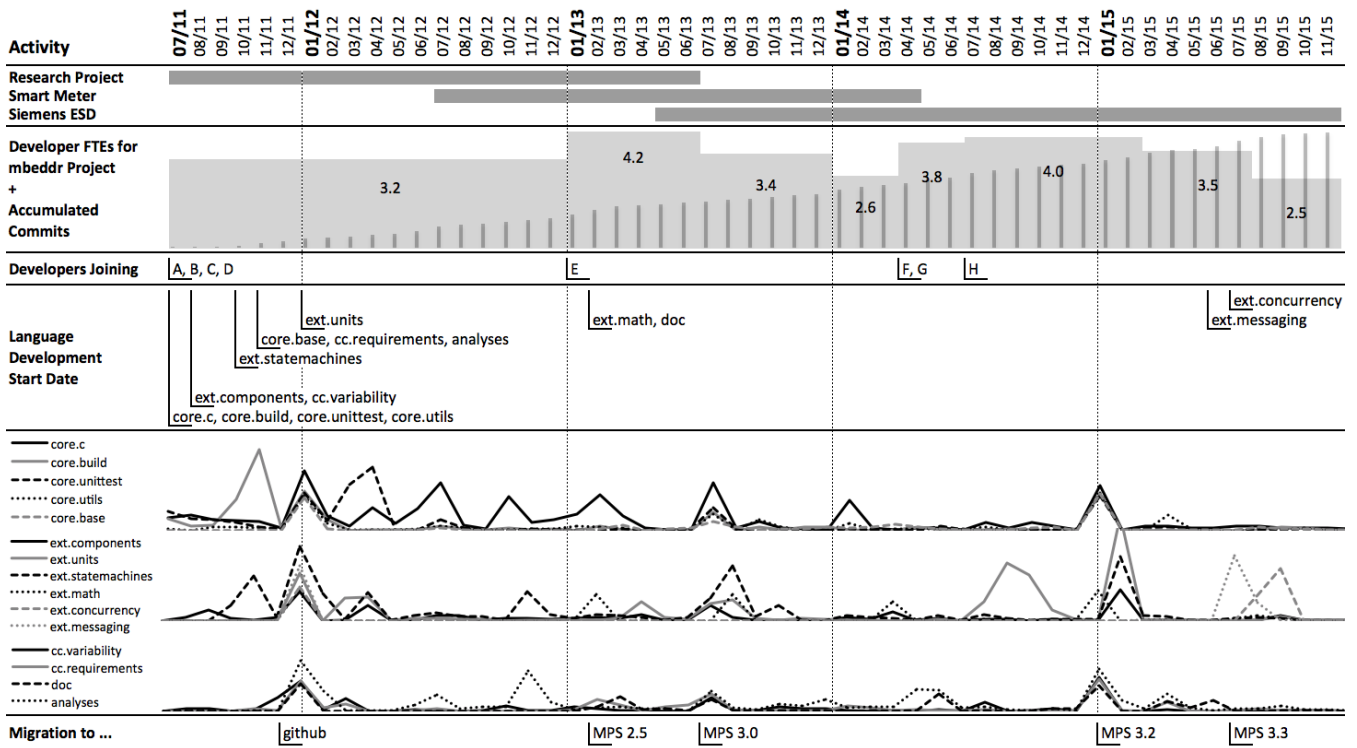 Activity
07/11 08/11 09/11 10/11 11/11 12/11 01/12 02/12 03/12 04/12 05/12 06/12 07/12 08/12 09/12 10/12 11/12 12/12 01/13 02/13 03/13 04/13 05/13 06/13 07/13 08/13 09/13 10/13 11/13 12/13 01/14 02/14 03/14 04/14 05/14 06/14 07/14 08/14 09/14 10/14 11/14 12/14 01/15 02/15 03/15 04/15 05/15 06/15 07/15 08/15 09/15 10/15 11/15
Research Project
Smart Meter
Siemens ESD
Developer FTEs for
mbeddr Project
+
Accumulated
Commits
3.2
4.2
3.4
2.6
3.8
4.0
3.5
2.5
Developers Joining
A, B, C, D
E
F, G
H
Language
Development
Start Date
ext.units
core.base, cc.requirements, analyses
ext.statemachines
ext.components, cc.variability
core.c, core.build, core.unittest, core.utils
ext.math, doc
ext.concurrency
ext.messaging
core.c
core.build
core.unittest
core.utils
core.base
ext.components
ext.units
ext.statemachines
ext.math
ext.concurrency
ext.messaging
cc.variability
cc.requirements
doc
analyses
Migration to ...
github
MPS 2.5
MPS 3.0
MPS 3.2
MPS 3.3